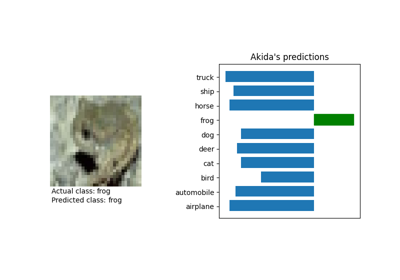 Akida's predictions
truck
ship
horse
frog
dog
deer
cat
bird
automobile
airplane
Actual class: frog
Predicted class: frog